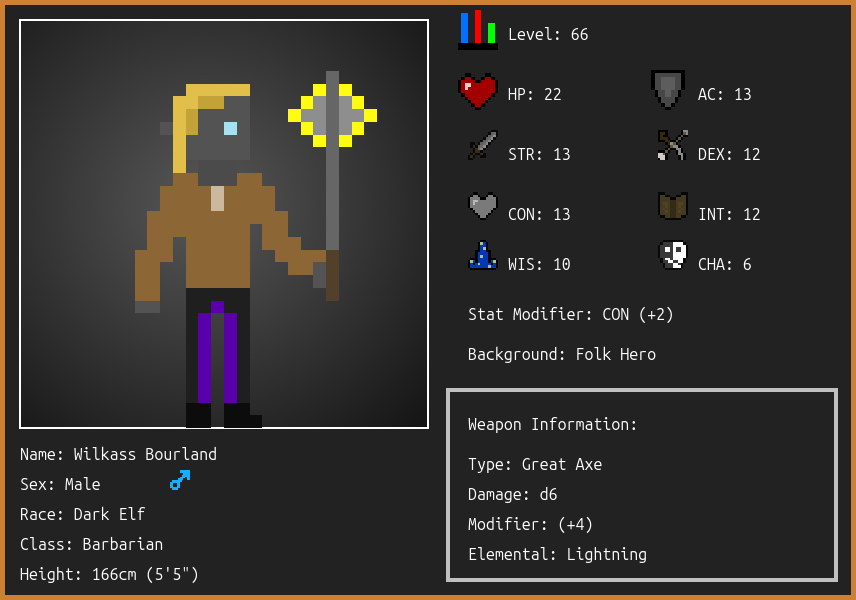 Level: 66
HP: 22
AC: 13
STR: 13
DEX: 12
CON: 13
INT: 12
WIS: 10
CHA: 6
Stat Modifier: CON (+2)
Background: Folk Hero
Weapon Information:
Type: Great Axe
Damage: d6
Modifier: (+4)
Elemental: Lightning
Name: Wilkass Bourland
Sex: Male
Race: Dark Elf
Class: Barbarian
Height: 166cm (5'5")